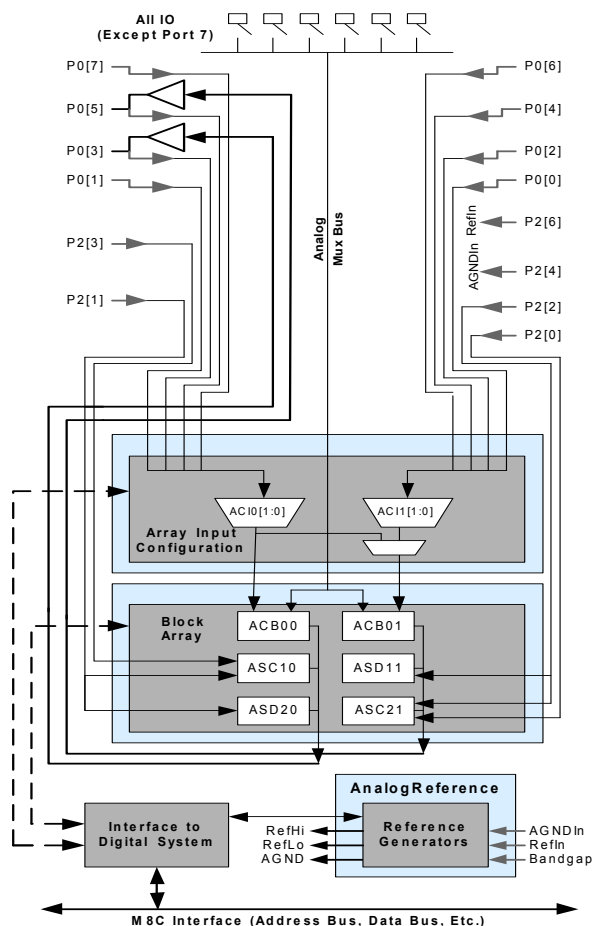 All IO
(Except Port 7)
P0[7]
P0[5]
P0[3]
P0[1]
P2[3]
P2[1]
P0[6]
P0[4]
P0[2]
P0[0]
P2[6]
P2[4]
P2[2]
P2[0]
AGNDIn RefIn
Analog
Mux Bus
ACI0[1:0]
ACI1[1:0]
Array Input
Configuration
Block
Array
ACB00
ACB01
ASC10
ASD11
ASD20
ASC21
AnalogReference
Interface to
Digital System
RefHi
RefLo
AGND
Reference
Generators
AGNDIn
RefIn
Bandgap
M8C Interface (Address Bus, Data Bus, Etc.)